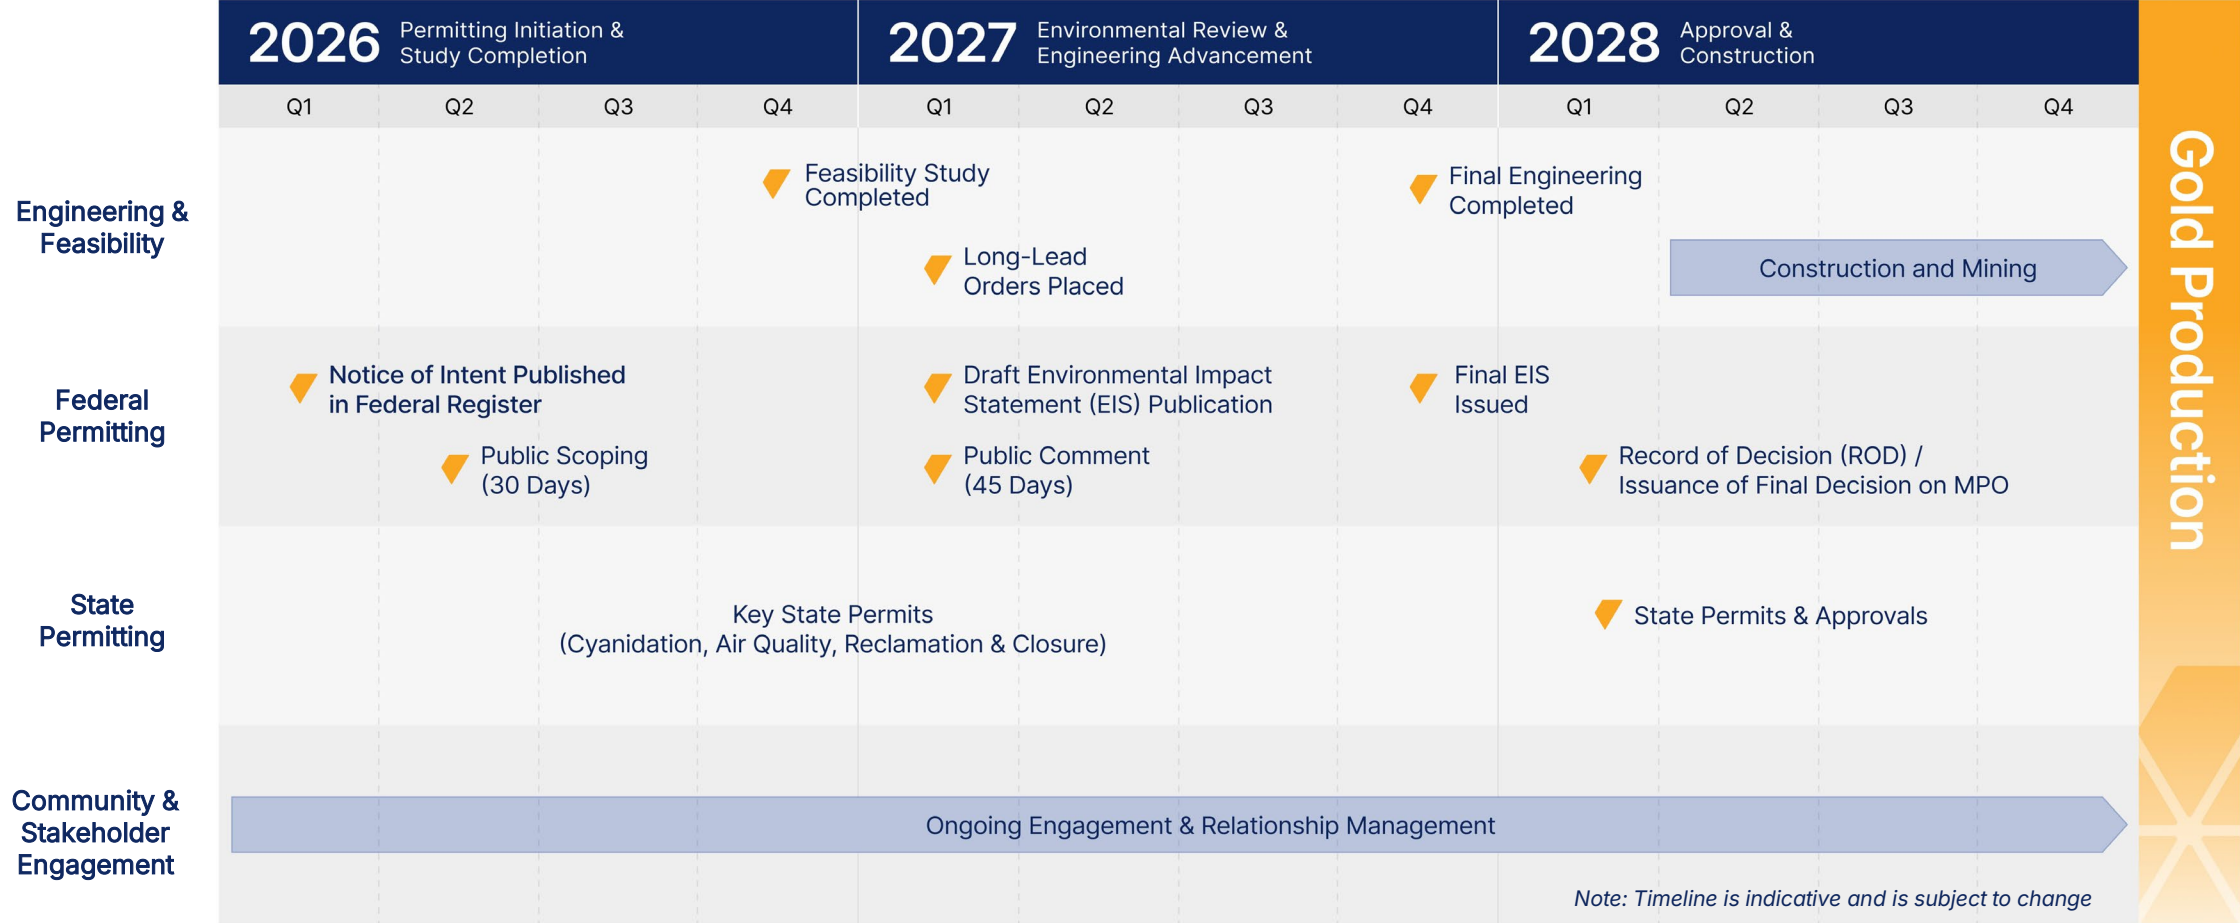 2026 Permitting Initiation &
Study Completion
2027 Environmental Review &
Engineering Advancement
2028 Approval &
Construction
Q1 Q2 Q3 Q4 Q1 Q2 Q3 Q4 Q1 Q2 Q3 Q4
Engineering &
Feasibility
Feasibility Study
Completed
Final Engineering
Completed
Long-Lead
Orders Placed
Construction and Mining
Federal
Permitting
Notice of Intent Published
in Federal Register
Draft Environmental Impact
Statement (EIS) Publication
Final EIS
Issued
Public Scoping
(30 Days)
Public Comment
(45 Days)
Record of Decision (ROD) /
Issuance of Final Decision on MPO
State
Permitting
Key State Permits
(Cyanidation, Air Quality, Reclamation & Closure)
State Permits & Approvals
Community &
Stakeholder
Engagement
Ongoing Engagement & Relationship Management
Note: Timeline is indicative and is subject to change
Gold Production